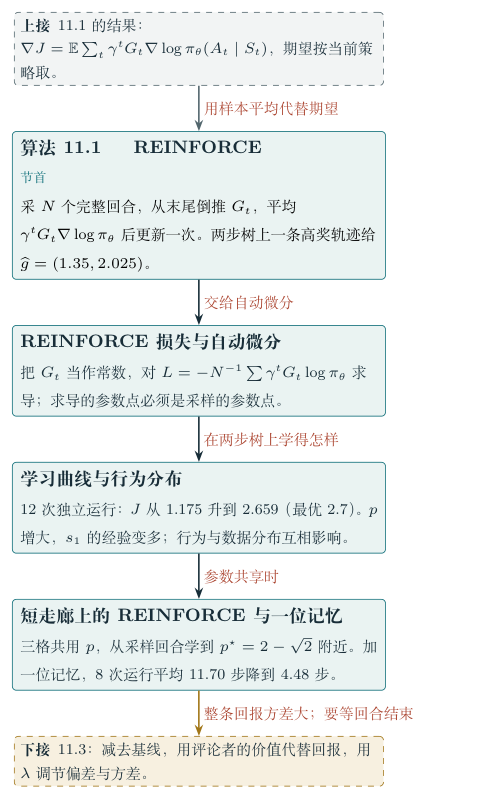 上接 11.1 的结果：
∇J = 𝔼 ∑_t γ^t G_t ∇ log π_θ(A_t | S_t)，期望按当前策
略取。
用样本平均代替期望
算法 11.1 REINFORCE
节首
采 N 个完整回合，从末尾倒推 G_t，平均
γ^t G_t ∇ log π_θ 后更新一次。两步树上一条高奖轨迹给
ĝ = (1.35, 2.025)。
交给自动微分
REINFORCE 损失与自动微分
把 G_t 当作常数，对 L = −N^{−1} ∑ γ^t G_t log π_θ 求
导；求导的参数点必须是采样的参数点。
在两步树上学得怎样
学习曲线与行为分布
12 次独立运行：J 从 1.175 升到 2.659（最优 2.7）。p
增大，s_1 的经验变多；行为与数据分布互相影响。
参数共享时
短走廊上的 REINFORCE 与一位记忆
三格共用 p，从采样回合学到 p^⋆ = 2 − √2 附近。加
一位记忆，8 次运行平均 11.70 步降到 4.48 步。
整条回报方差大；要等回合结束
下接 11.3：减去基线，用评论者的价值代替回报，用
λ 调节偏差与方差。